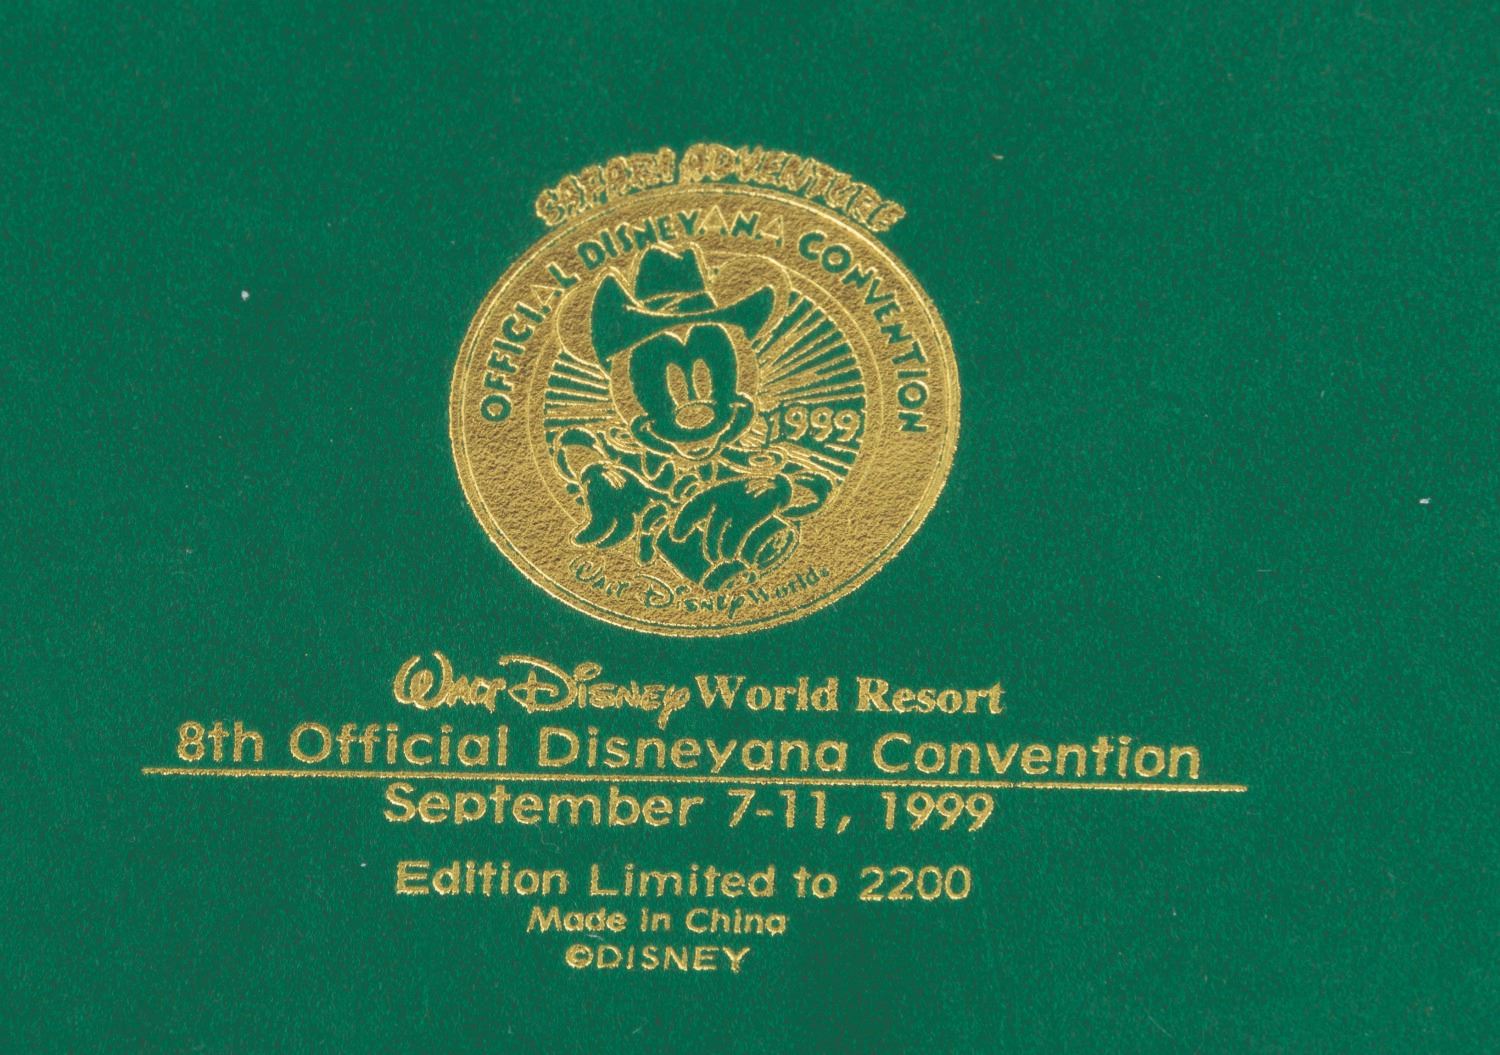 SAFARI ADVENTURE
OFFICIAL DISNEYANA CONVENTION
1999
Walt Disney World
Walt Disney World Resort
8th Official Disneyana Convention
September 7-11, 1999
Edition Limited to 2200
Made in China
©DISNEY